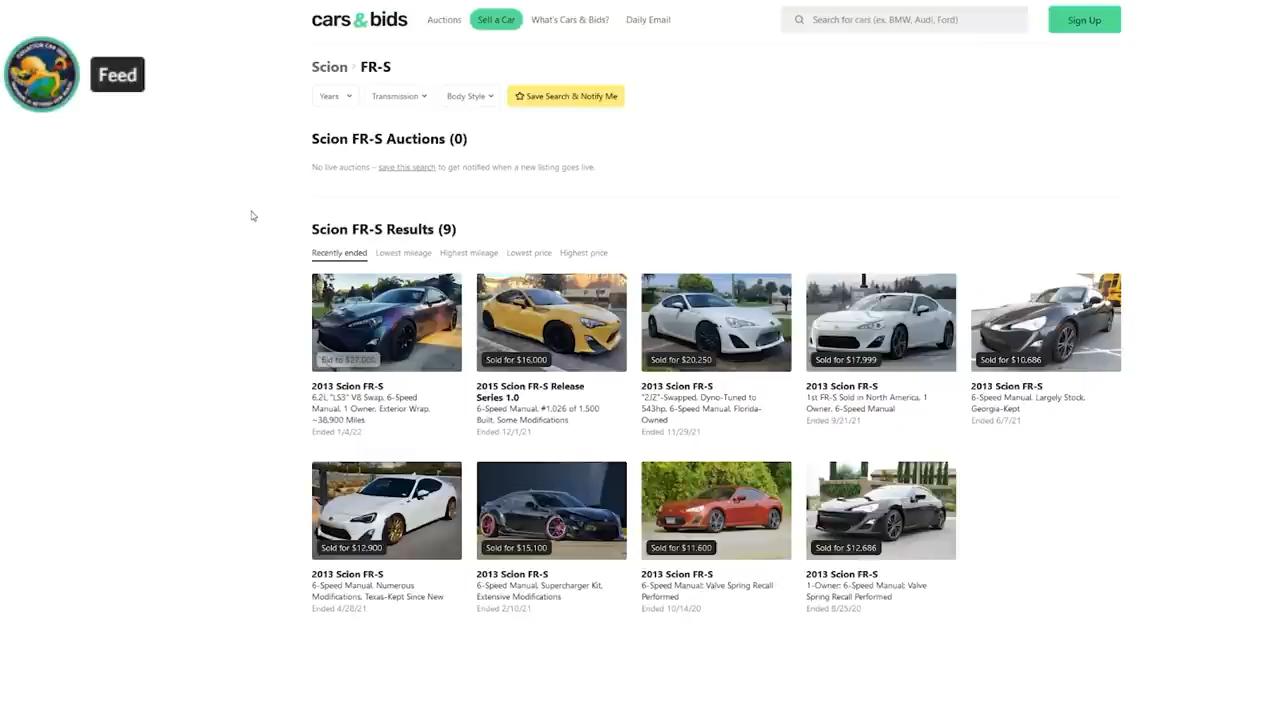 cars&bids
Auctions
Sell a Car
What's Cars & Bids?
Daily Email
Search for cars (ex. BMW, Audi, Ford)
Sign Up
Feed
Scion > FR-S
Years
Transmission
Body Style
Save Search & Notify Me
Scion FR-S Auctions (0)
No live auctions – save this search to get notified when a new listing goes live.
Scion FR-S Results (9)
Recently ended
Lowest mileage
Highest mileage
Lowest price
Highest price
Bid to $27,000
2013 Scion FR-S
6.2L "LS3" V8 Swap, 6-Speed
Manual, 1 Owner, Exterior Wrap,
~38,900 Miles
Ended 1/4/22
Sold for $16,000
2015 Scion FR-S Release
Series 1.0
6-Speed Manual, #1,026 of 1,500
Built, Some Modifications
Ended 12/1/21
Sold for $20,250
2013 Scion FR-S
"2JZ"-Swapped, Dyno-Tuned to
543hp, 6-Speed Manual, Florida-
Owned
Ended 11/29/21
Sold for $17,999
2013 Scion FR-S
1st FR-S Sold in North America, 1
Owner, 6-Speed Manual
Ended 9/21/21
Sold for $10,686
2013 Scion FR-S
6-Speed Manual, Largely Stock,
Georgia-Kept
Ended 6/7/21
Sold for $12,900
2013 Scion FR-S
6-Speed Manual, Numerous
Modifications, Texas-Kept Since New
Ended 4/28/21
Sold for $15,100
2013 Scion FR-S
6-Speed Manual, Supercharger Kit,
Extensive Modifications
Ended 2/10/21
Sold for $11,600
2013 Scion FR-S
6-Speed Manual; Valve Spring Recall
Performed
Ended 10/14/20
Sold for $12,686
2013 Scion FR-S
1-Owner; 6-Speed Manual; Valve
Spring Recall Performed
Ended 8/25/20